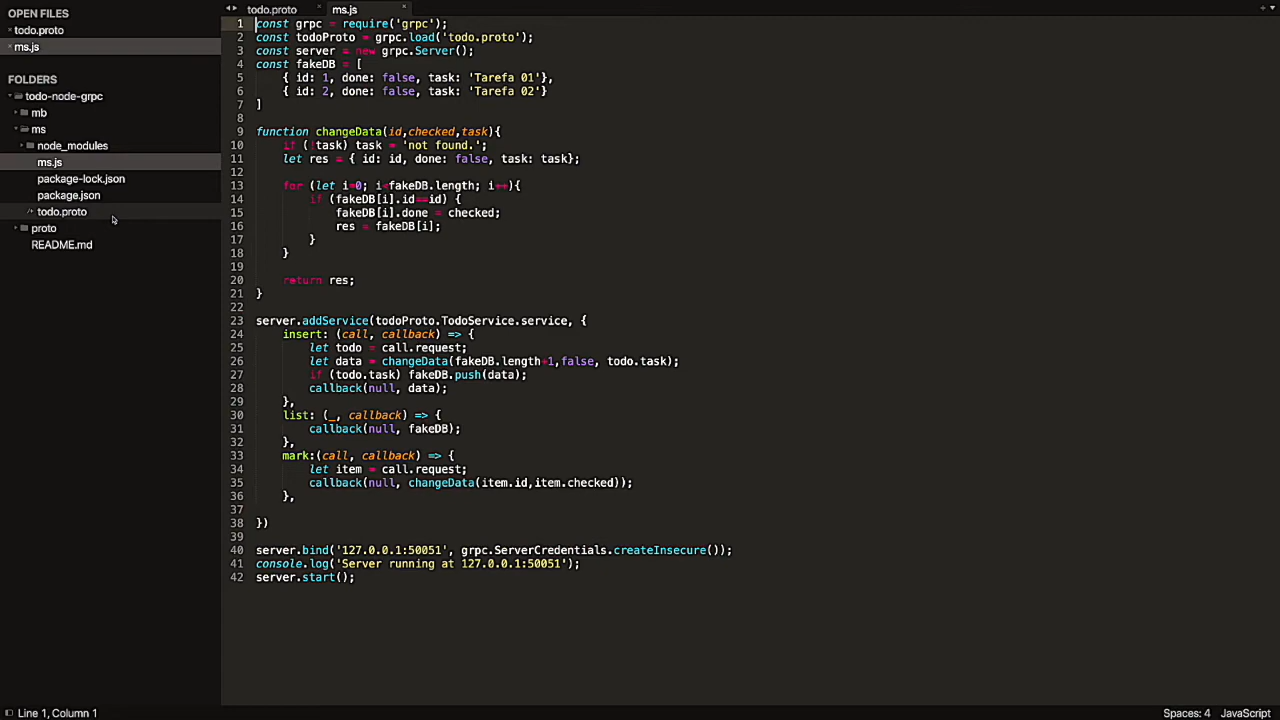 OPEN FILES
todo.proto
ms.js
FOLDERS
todo-node-grpc
mb
ms
node_modules
ms.js
package-lock.json
package.json
todo.proto
proto
README.md
todo.proto ms.js
1 const grpc = require('grpc');
2 const todoProto = grpc.load('todo.proto');
3 const server = new grpc.Server();
4 const fakeDB = [
5 { id: 1, done: false, task: 'Tarefa 01'},
6 { id: 2, done: false, task: 'Tarefa 02'}
7 ]
8
9 function changeData(id,checked,task){
10 if (!task) task = 'not found.';
11 let res = { id: id, done: false, task: task};
12
13 for (let i=0; i<fakeDB.length; i++){
14 if (fakeDB[i].id==id) {
15 fakeDB[i].done = checked;
16 res = fakeDB[i];
17 }
18 }
19
20 return res;
21 }
22
23 server.addService(todoProto.TodoService.service, {
24 insert: (call, callback) => {
25 let todo = call.request;
26 let data = changeData(fakeDB.length+1,false, todo.task);
27 if (todo.task) fakeDB.push(data);
28 callback(null, data);
29 },
30 list: (_, callback) => {
31 callback(null, fakeDB);
32 },
33 mark:(call, callback) => {
34 let item = call.request;
35 callback(null, changeData(item.id,item.checked));
36 },
37
38 })
39
40 server.bind('127.0.0.1:50051', grpc.ServerCredentials.createInsecure());
41 console.log('Server running at 127.0.0.1:50051');
42 server.start();
Line 1, Column 1
Spaces: 4 JavaScript